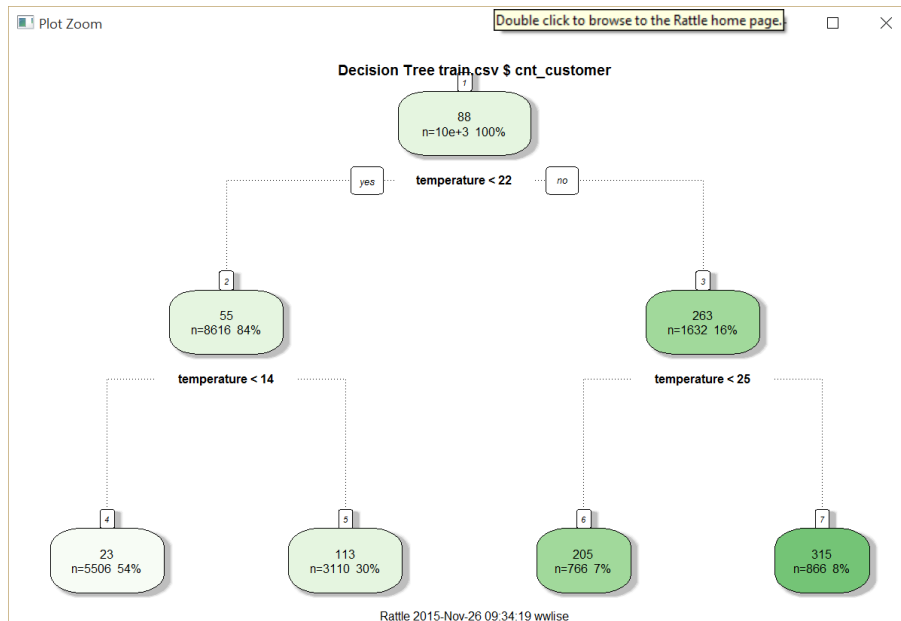 Plot Zoom
Double click to browse to the Rattle home page.
Decision Tree train.csv $ cnt_customer
1
88
n=10e+3 100%
yes
temperature < 22
no
2
3
55
n=8616 84%
263
n=1632 16%
temperature < 14
temperature < 25
4
5
6
7
23
n=5506 54%
113
n=3110 30%
205
n=766 7%
315
n=866 8%
Rattle 2015-Nov-26 09:34:19 wwlise